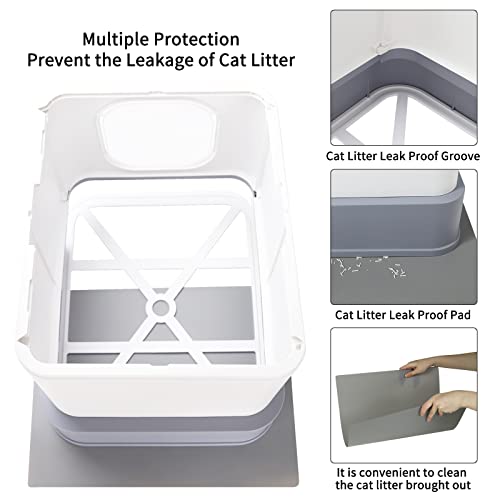 Multiple Protection
Prevent the Leakage of Cat Litter
Cat Litter Leak Proof Groove
Cat Litter Leak Proof Pad
It is convenient to clean
the cat litter brought out